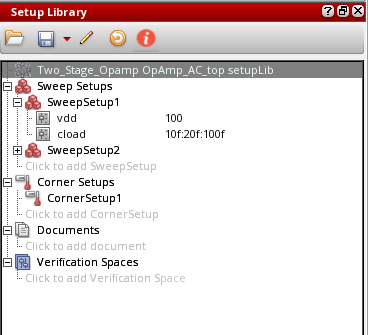 Setup Library
Two_Stage_Opamp OpAmp_AC_top setupLib
Sweep Setups
SweepSetup1
vdd 100
cload 10f:20f:100f
SweepSetup2
Click to add SweepSetup
Corner Setups
CornerSetup1
Click to add CornerSetup
Documents
Click to add document
Verification Spaces
Click to add Verification Space